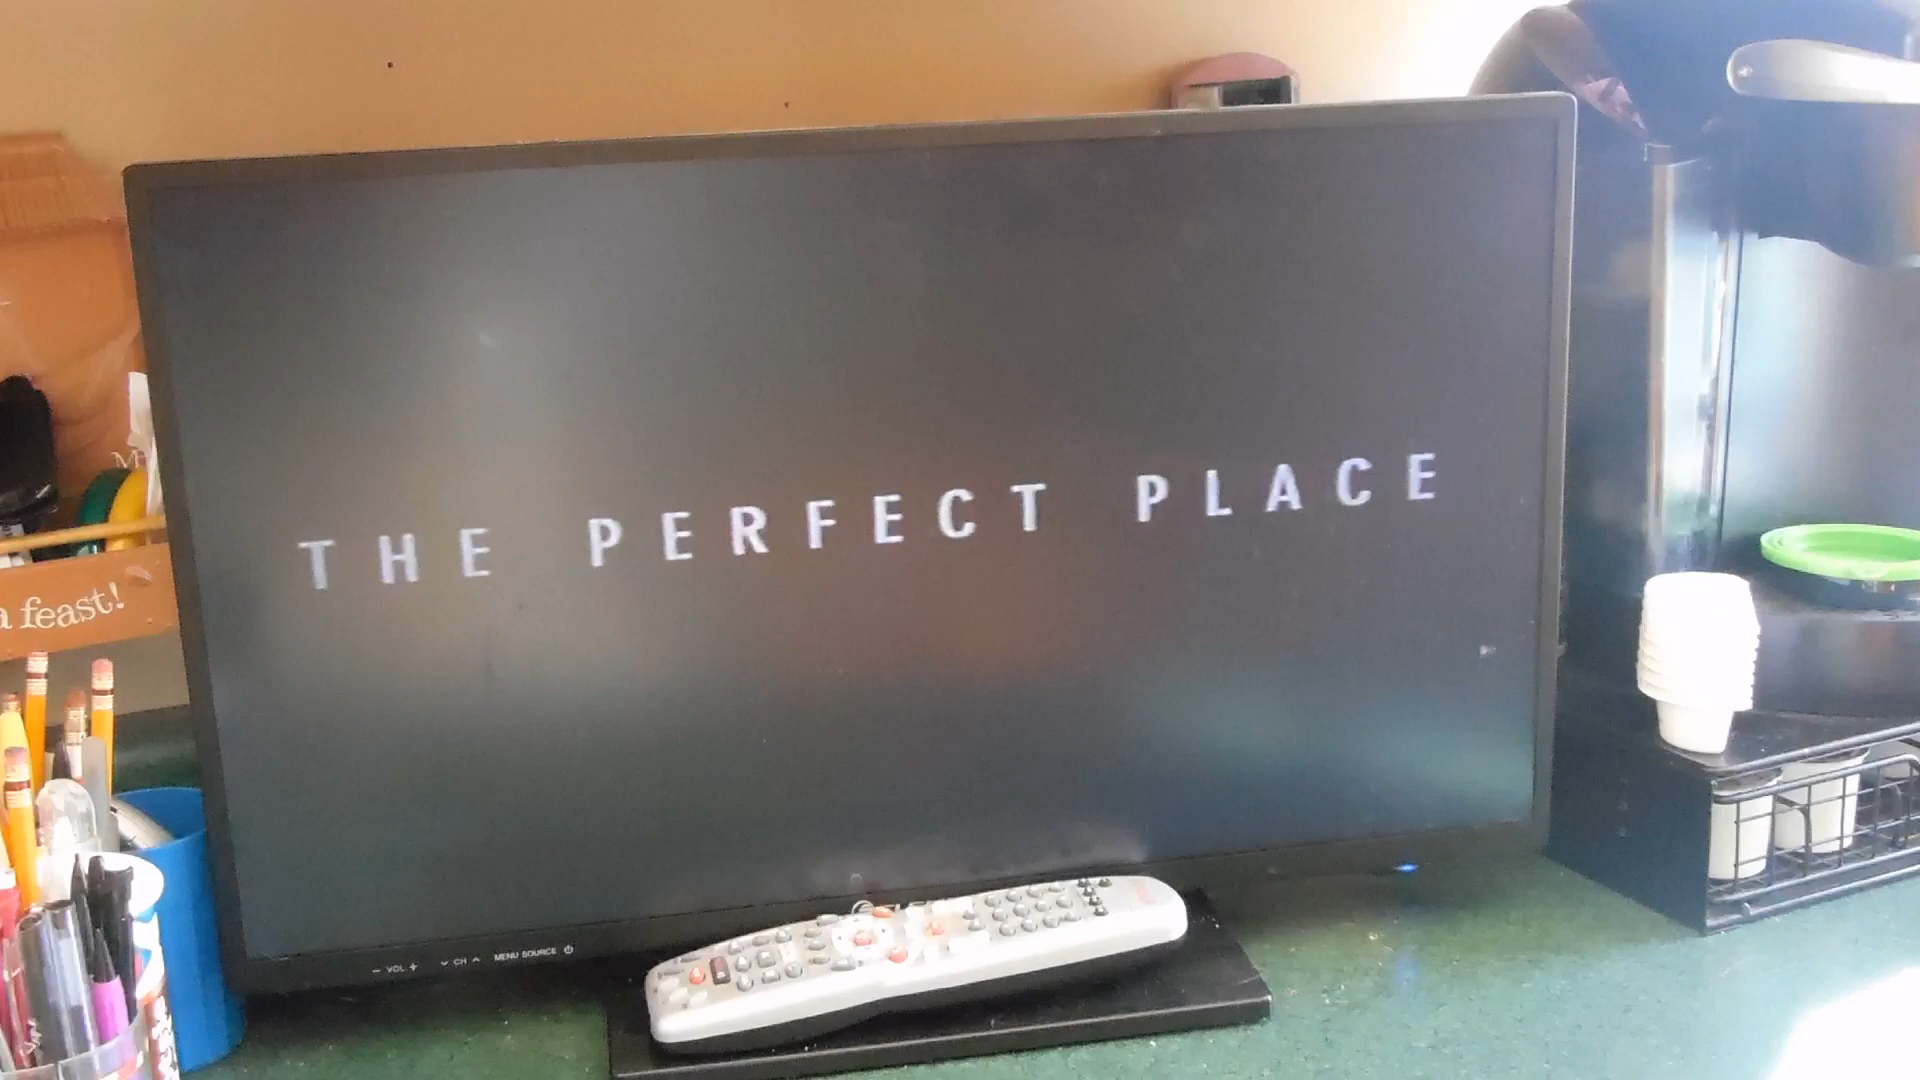 THE PERFECT PLACE
a feast!
– VOL + ∨ CH ∧ MENU SOURCE